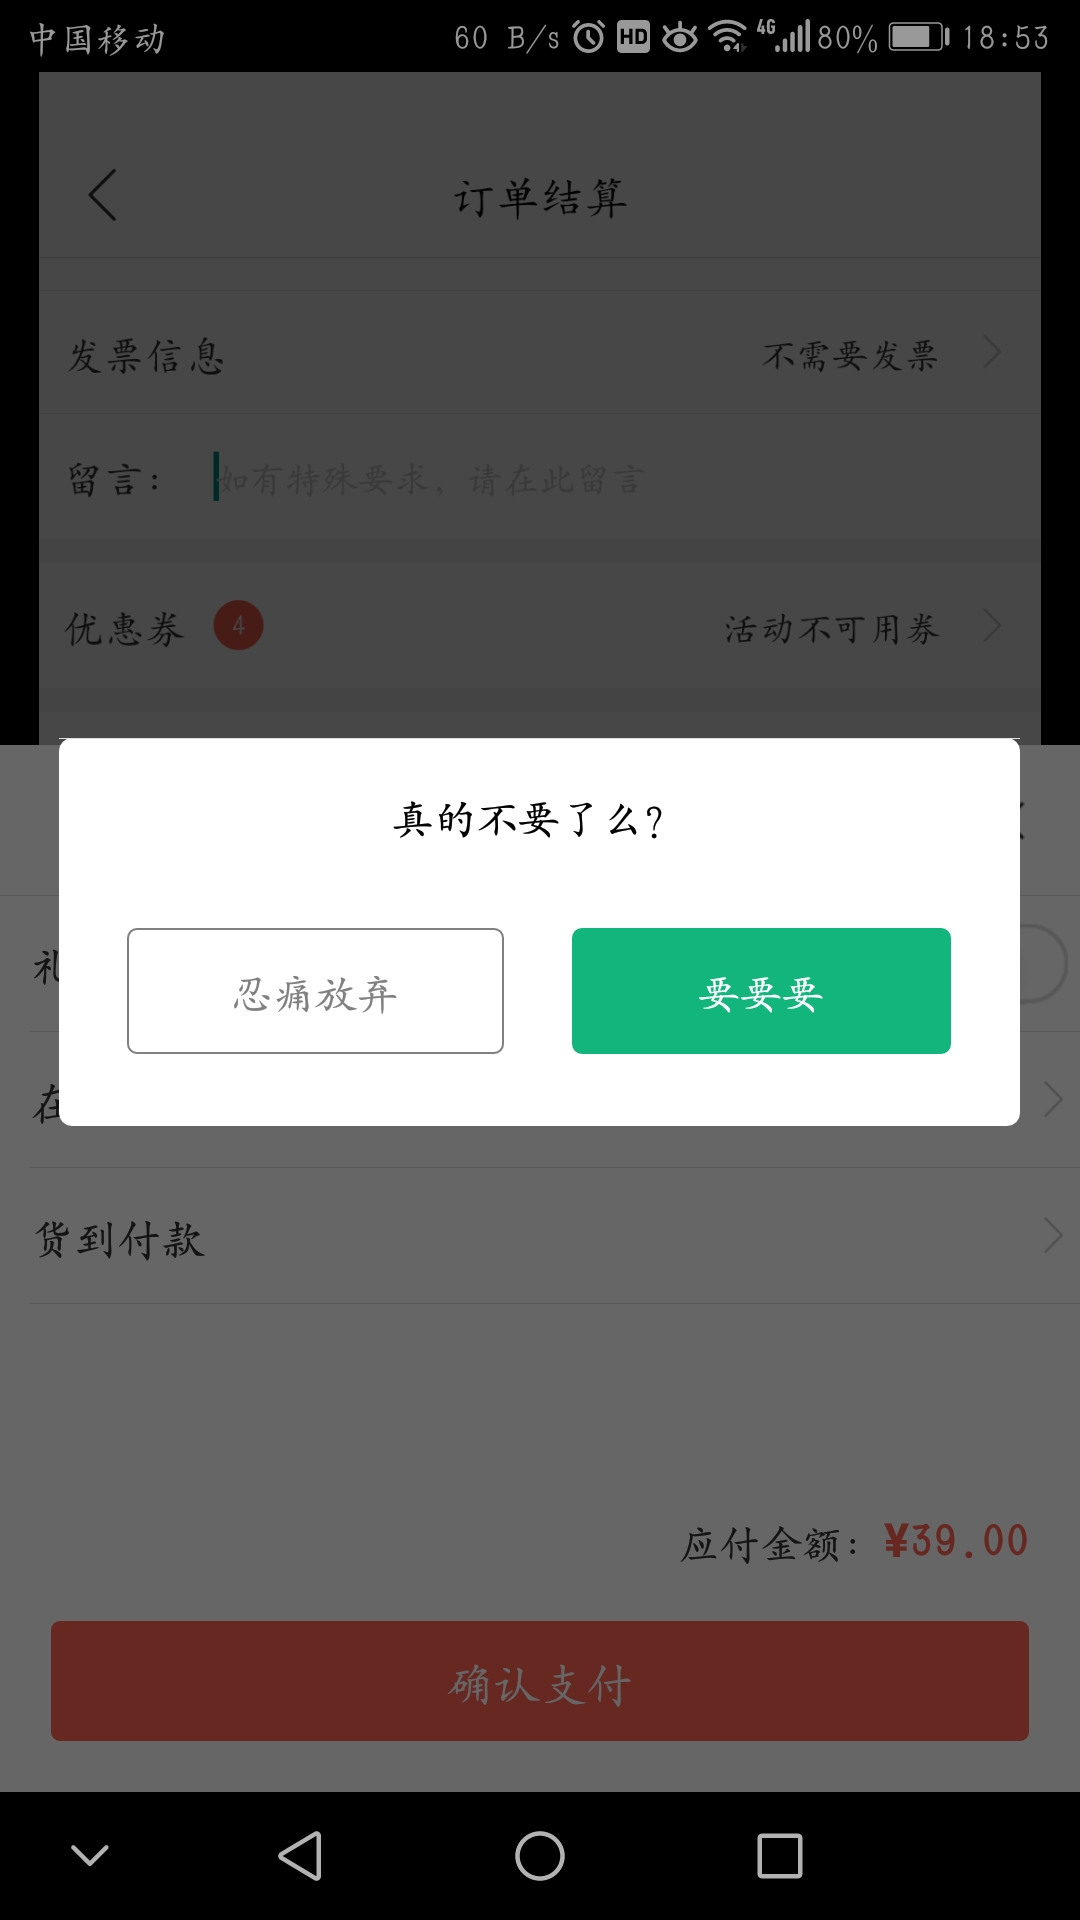 中国移动 60 B/s HD 4G 80% 18:53
订单结算
发票信息 不需要发票
留言： 如有特殊要求、请在此留言
优惠券 4 活动不可用券
真的不要了么?
礼
忍痛放弃 要要要
在
货到付款
应付金额：¥39.00
确认支付